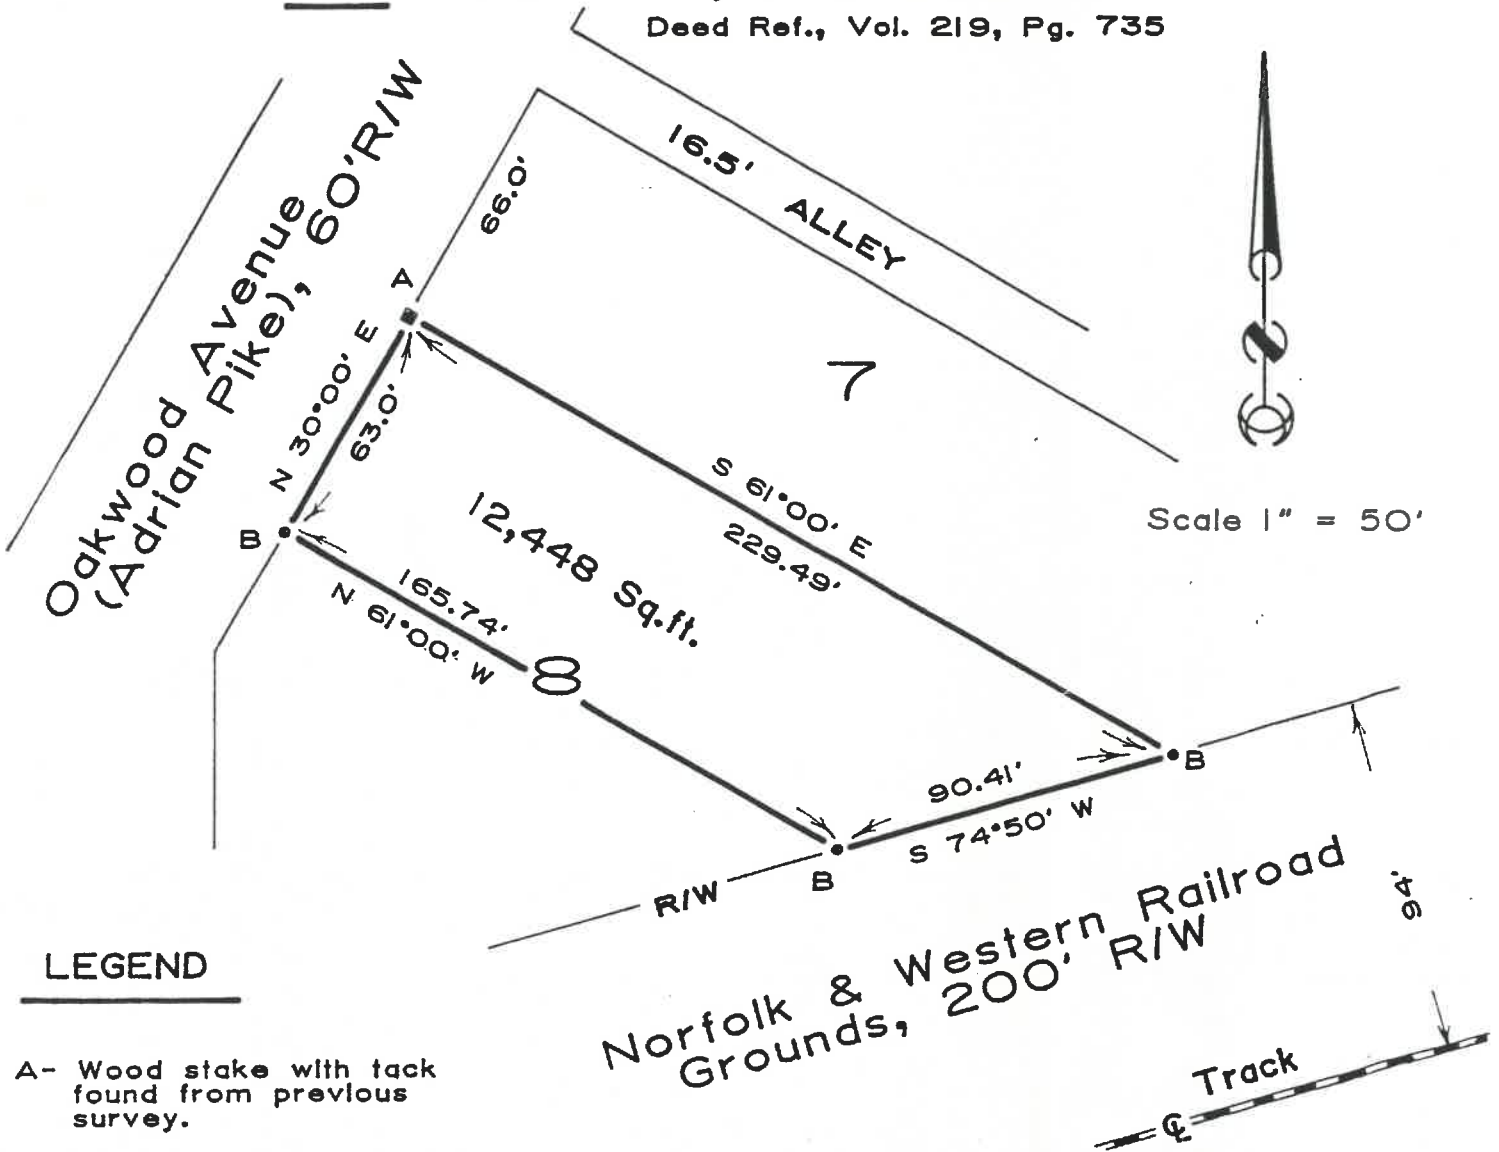 Deed Ref., Vol. 219, Pg. 735
Oakwood Avenue
(Adrian Pike), 60' R/W
66.0'
16.5' ALLEY
A
N 30°00' E
63.0'
7
S 61°00' E
229.49'
Scale 1" = 50'
B
12,448 Sq.ft.
165.74'
N 61°00' W
8
90.41'
S 74°50' W
B
B
R/W
Norfolk & Western Railroad
Grounds, 200' R/W
94'
Track
℄
LEGEND
A- Wood stake with tack
found from previous
survey.